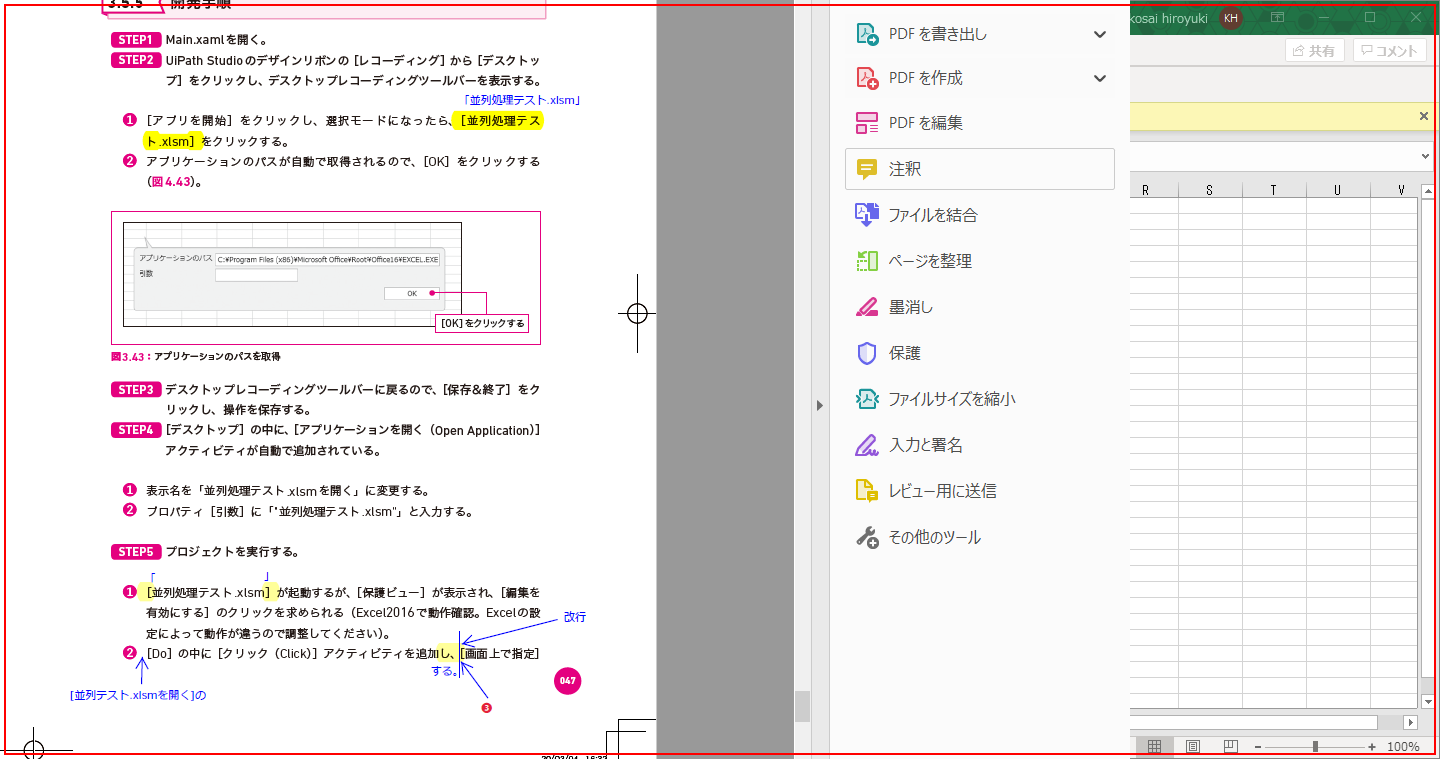 3.5.5 開発手順
STEP1 Main.xamlを開く。
STEP2 UiPath Studioのデザインリボンの［レコーディング］から［デスクトッ
プ］をクリックし、デスクトップレコーディングツールバーを表示する。
「並列処理テスト.xlsm」
1 ［アプリを開始］をクリックし、選択モードになったら、［並列処理テス
ト.xlsm］をクリックする。
2 アプリケーションのパスが自動で取得されるので、［OK］をクリックする
（図4.43）。
アプリケーションのパス C:¥Program Files (x86)¥Microsoft Office¥Root¥Office16¥EXCEL.EXE
引数
OK
［OK］をクリックする
図3.43：アプリケーションのパスを取得
STEP3 デスクトップレコーディングツールバーに戻るので、［保存＆終了］をク
リックし、操作を保存する。
STEP4 ［デスクトップ］の中に、［アプリケーションを開く（Open Application）］
アクティビティが自動で追加されている。
1 表示名を「並列処理テスト.xlsmを開く」に変更する。
2 プロパティ［引数］に「"並列処理テスト.xlsm"」と入力する。
STEP5 プロジェクトを実行する。
「 」
1 ［並列処理テスト.xlsm］が起動するが、［保護ビュー］が表示され、［編集を
有効にする］のクリックを求められる（Excel2016で動作確認。Excelの設
定によって動作が違うので調整してください）。
改行
2 ［Do］の中に［クリック（Click）］アクティビティを追加し、［画面上で指定］
する。
[並列テスト.xlsmを開く]の
3
047
PDF を書き出し
PDF を作成
PDF を編集
注釈
ファイルを結合
ページを整理
墨消し
保護
ファイルサイズを縮小
入力と署名
レビュー用に送信
その他のツール
kosai hiroyuki KH
共有 コメント
R S T U V
100%